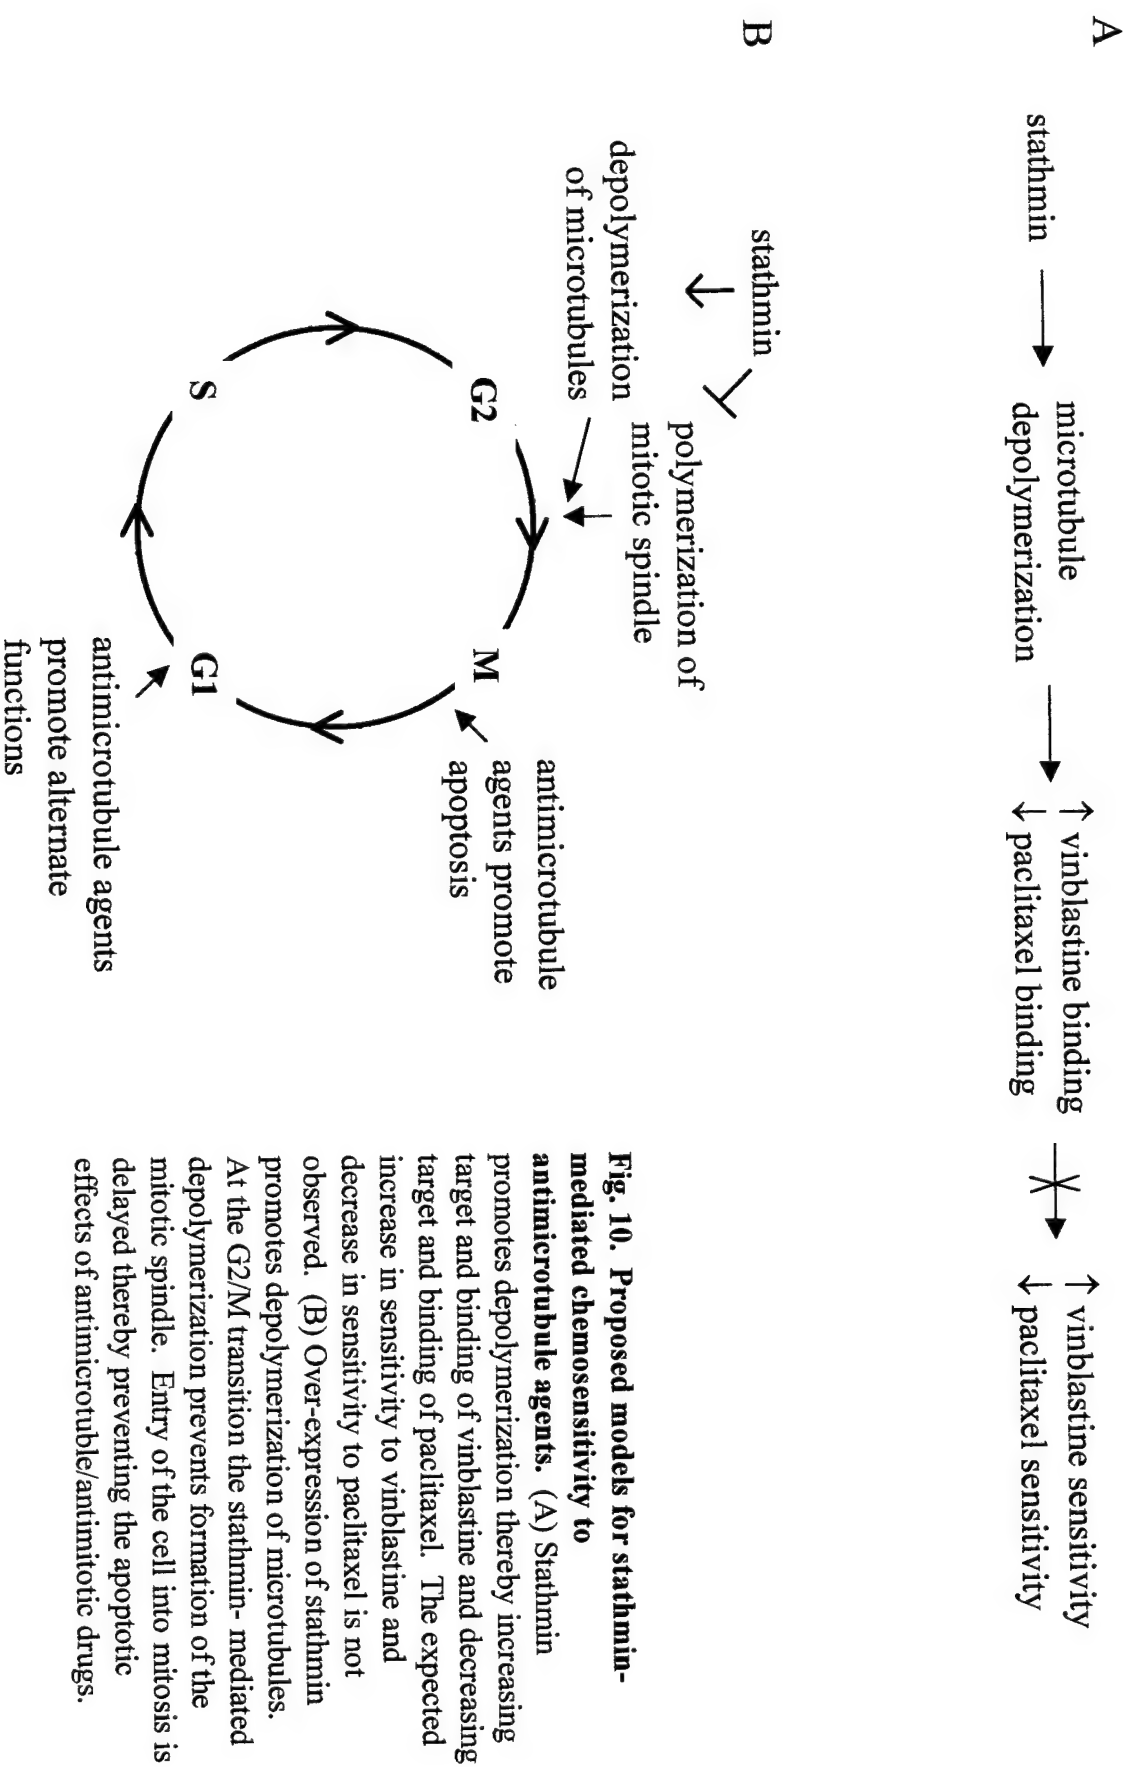 A
stathmin
microtubule
depolymerization
↑ vinblastine binding
↓ paclitaxel binding
↑ vinblastine sensitivity
↓ paclitaxel sensitivity
B
stathmin
depolymerization
of microtubules
polymerization of
mitotic spindle
G2
M
S
G1
antimicrotubule
agents promote
apoptosis
antimicrotubule agents
promote alternate
functions
Fig. 10. Proposed models for stathmin-
mediated chemosensitivity to
antimicrotubule agents. (A) Stathmin
promotes depolymerization thereby increasing
target and binding of vinblastine and decreasing
target and binding of paclitaxel. The expected
increase in sensitivity to vinblastine and
decrease in sensitivity to paclitaxel is not
observed. (B) Over-expression of stathmin
promotes depolymerization of microtubules.
At the G2/M transition the stathmin- mediated
depolymerization prevents formation of the
mitotic spindle. Entry of the cell into mitosis is
delayed thereby preventing the apoptotic
effects of antimicrotuble/antimitotic drugs.